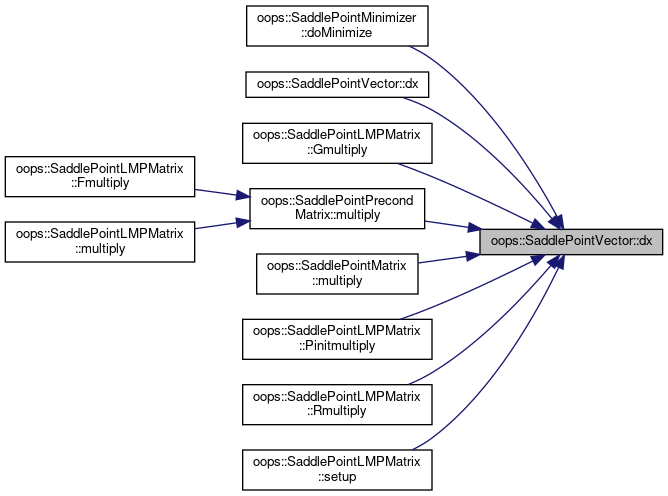 oops::SaddlePointMinimizer
::doMinimize
oops::SaddlePointVector::dx
oops::SaddlePointLMPMatrix
::Gmultiply
oops::SaddlePointLMPMatrix
::Fmultiply
oops::SaddlePointPrecond
Matrix::multiply
oops::SaddlePointLMPMatrix
::multiply
oops::SaddlePointVector::dx
oops::SaddlePointMatrix
::multiply
oops::SaddlePointLMPMatrix
::Pinitmultiply
oops::SaddlePointLMPMatrix
::Rmultiply
oops::SaddlePointLMPMatrix
::setup